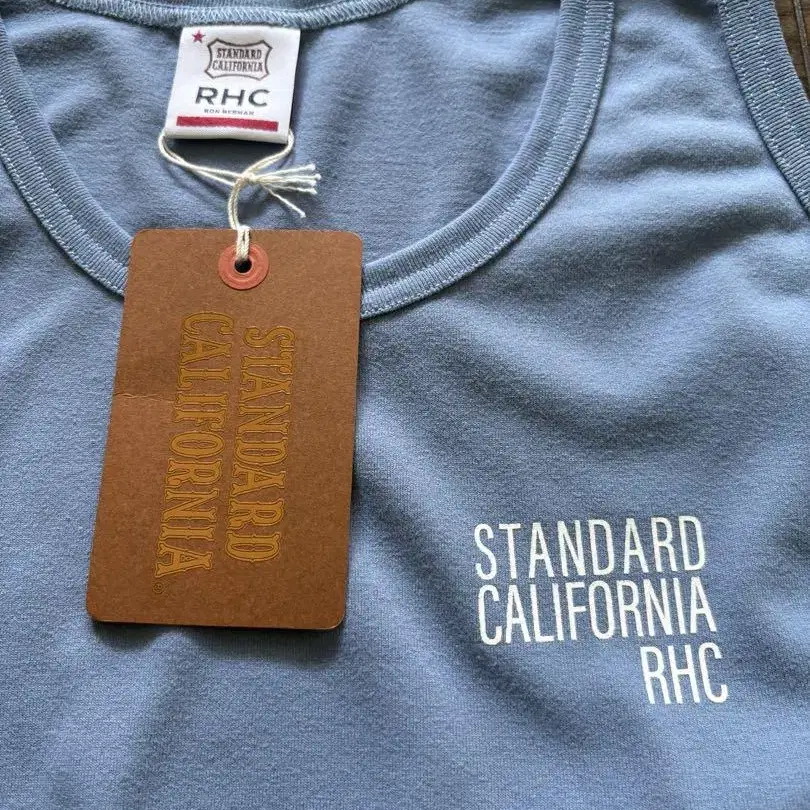 STANDARD
CALIFORNIA
RHC
RON HERMAN
STANDARD
CALIFORNIA
®
STANDARD
CALIFORNIA
RHC